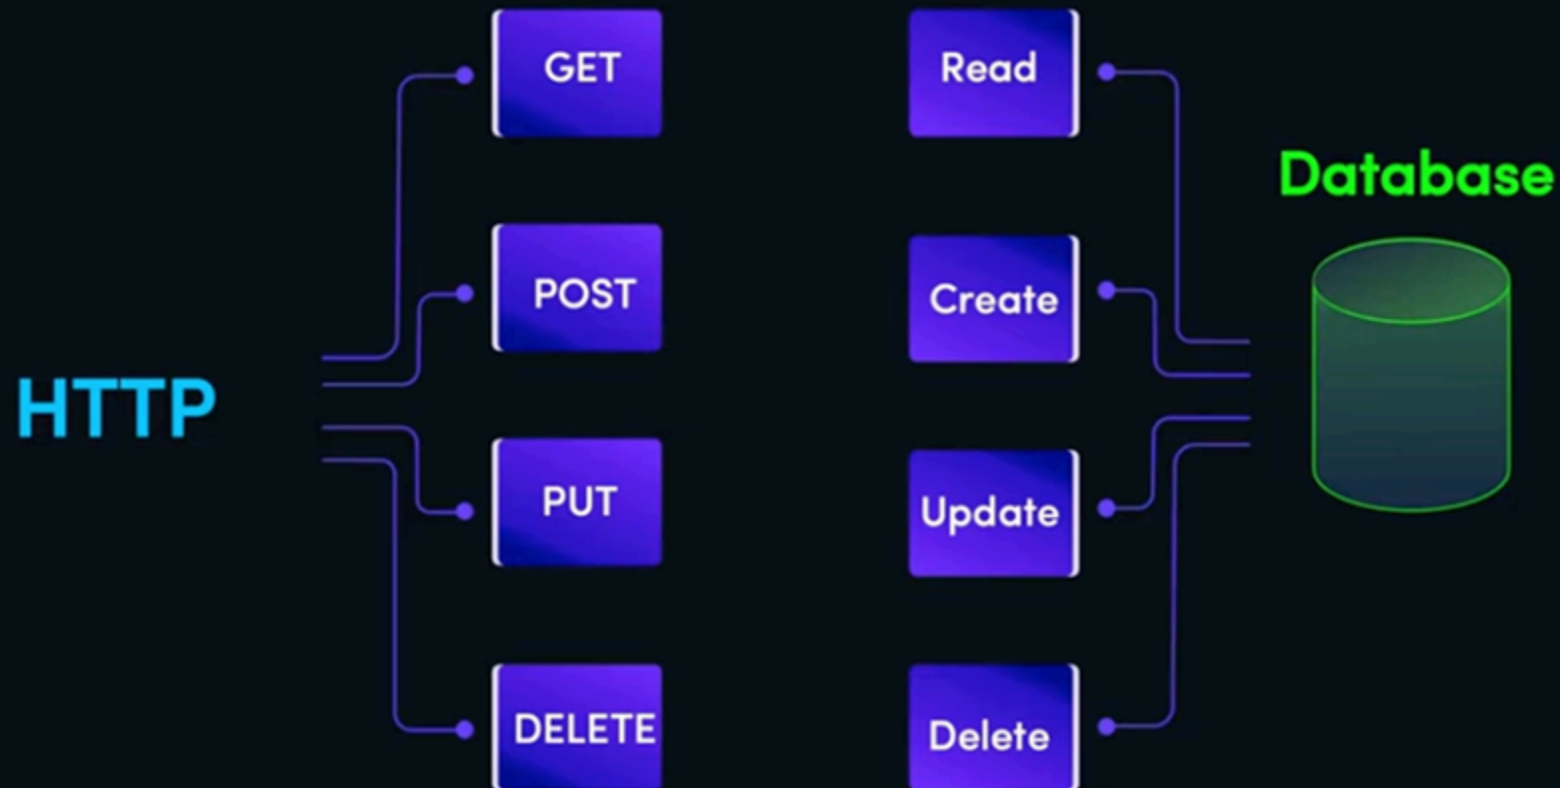 GET
Read
Database
POST
Create
HTTP
PUT
Update
DELETE
Delete